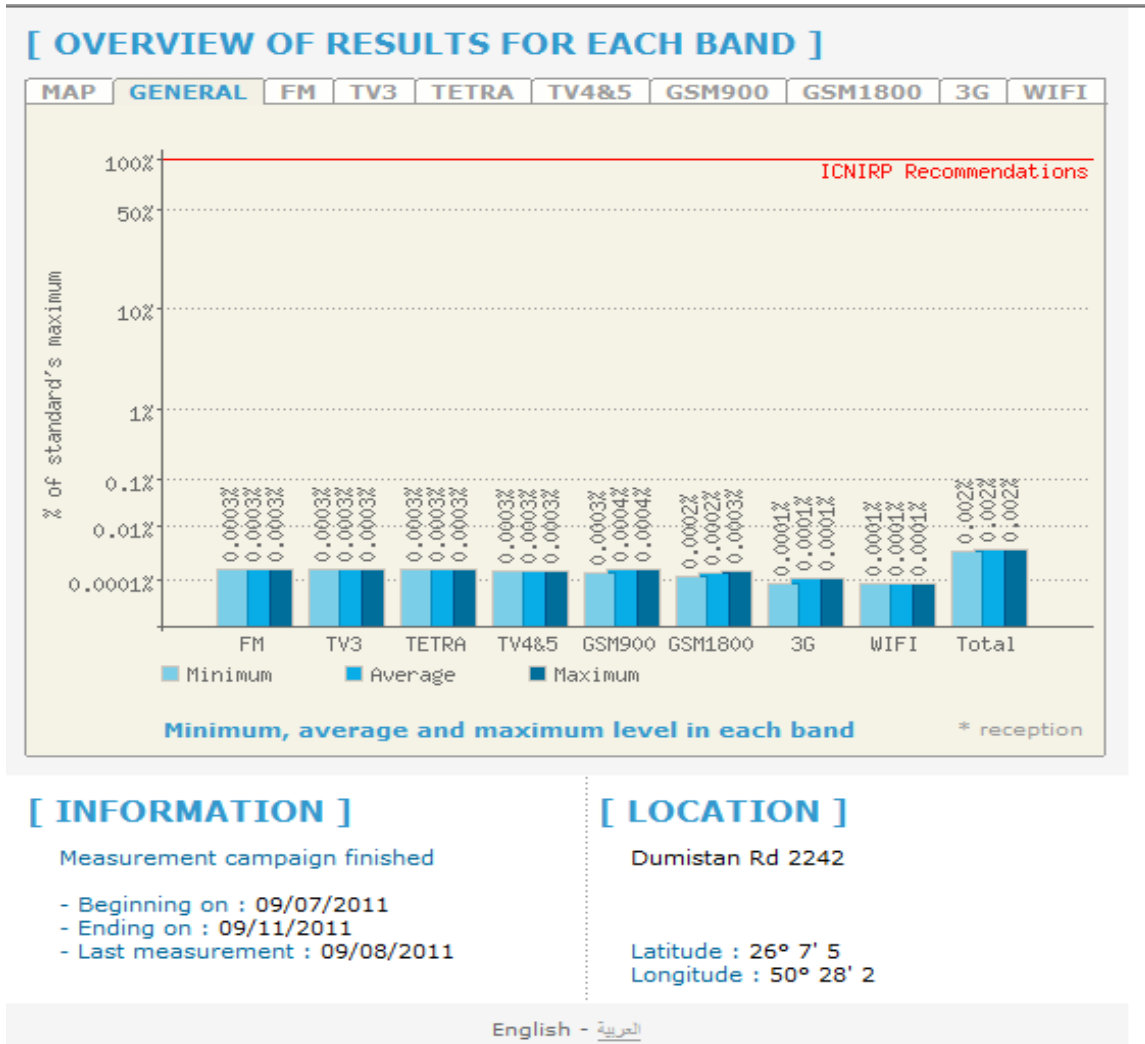 [ OVERVIEW OF RESULTS FOR EACH BAND ]
MAP GENERAL FM TV3 TETRA TV4&5 GSM900 GSM1800 3G WIFI
100%
ICNIRP Recommendations
50%
10%
1%
0.1%
0.01%
0.0001%
% of standard's maximum
0.0003% 0.0003% 0.0003%
0.0003% 0.0003% 0.0003%
0.0003% 0.0003% 0.0003%
0.0003% 0.0003% 0.0003%
0.0003% 0.0004% 0.0004%
0.0002% 0.0002% 0.0003%
0.0001% 0.0001% 0.0001%
0.0001% 0.0001% 0.0001%
0.002% 0.002% 0.002%
FM TV3 TETRA TV4&5 GSM900 GSM1800 3G WIFI Total
Minimum Average Maximum
Minimum, average and maximum level in each band * reception
[ INFORMATION ]
Measurement campaign finished
- Beginning on : 09/07/2011
- Ending on : 09/11/2011
- Last measurement : 09/08/2011
[ LOCATION ]
Dumistan Rd 2242
Latitude : 26º 7' 5
Longitude : 50º 28' 2
English - العربية